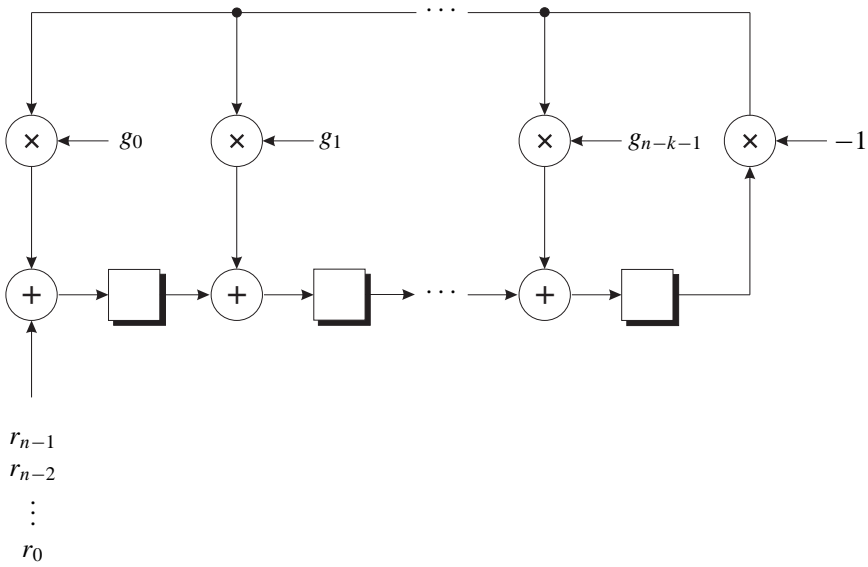 ···
× g₀ × g₁ × gₙ₋ₖ₋₁ × −1
+ + ··· +
rₙ₋₁
rₙ₋₂
⋮
r₀